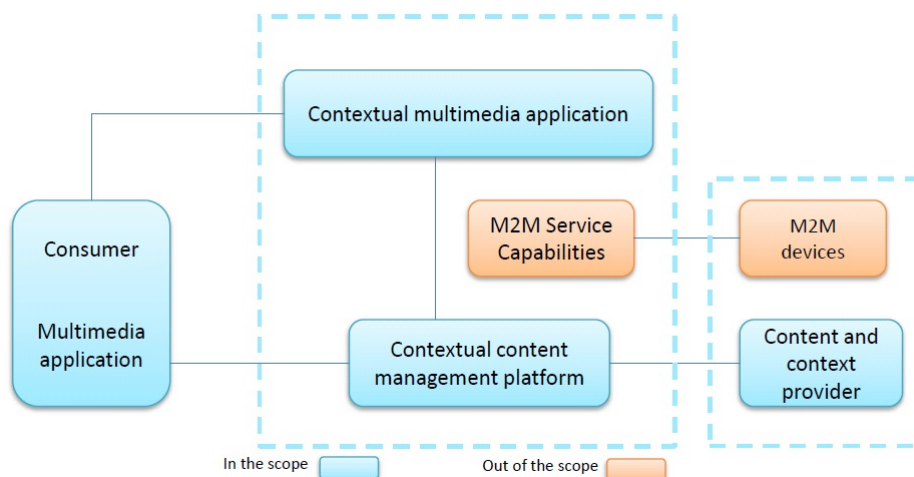 Contextual multimedia application
Consumer
Multimedia
application
M2M Service
Capabilities
M2M
devices
Contextual content
management platform
Content and
context
provider
In the scope
Out of the scope